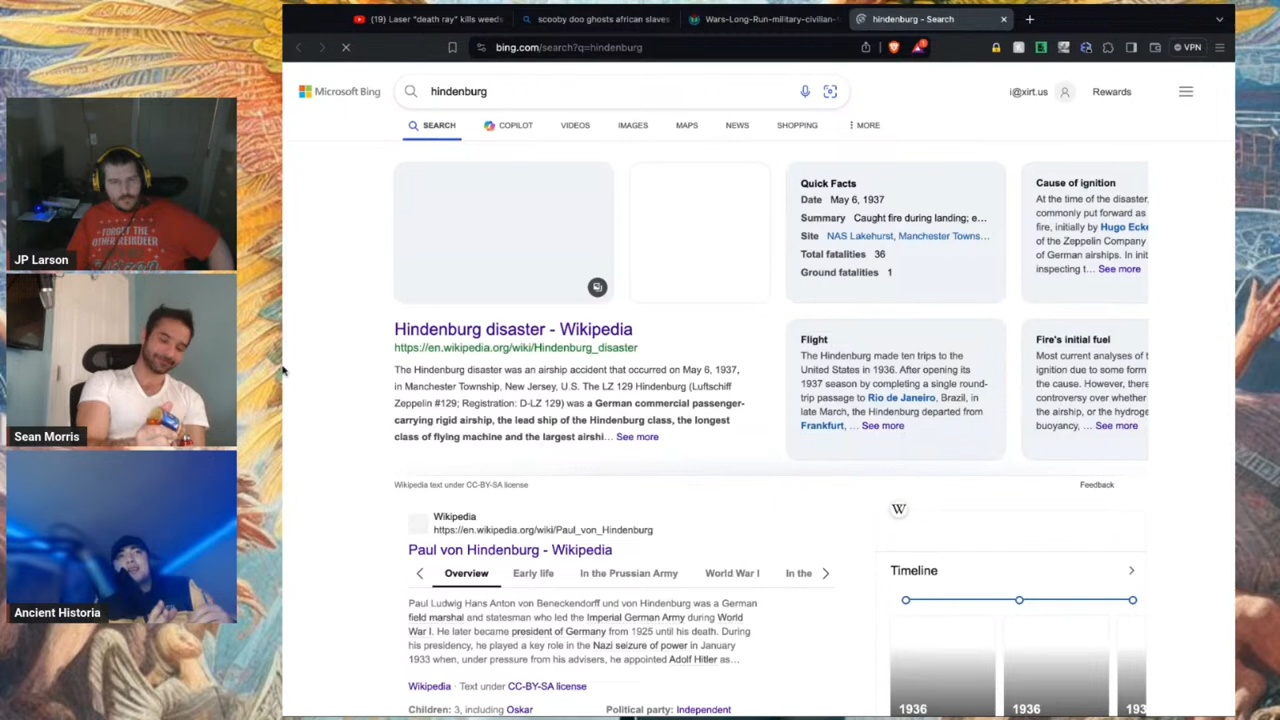 (19) Laser "death ray" kills weeds
scooby doo ghosts african slaves
Wars-Long-Run-military-civilian-
hindenburg - Search
bing.com/search?q=hindenburg
VPN
Microsoft Bing
hindenburg
i@xirt.us
Rewards
SEARCH
COPILOT
VIDEOS
IMAGES
MAPS
NEWS
SHOPPING
MORE
FORGET THE
OTHER REINDEER
JP Larson
Sean Morris
Ancient Historia
Quick Facts
Date May 6, 1937
Summary Caught fire during landing; e...
Site NAS Lakehurst, Manchester Towns...
Total fatalities 36
Ground fatalities 1
Cause of ignition
At the time of the disaster,
commonly put forward as
fire, initially by Hugo Ecke
of the Zeppelin Company
of German airships. In init
inspecting t... See more
Hindenburg disaster - Wikipedia
https://en.wikipedia.org/wiki/Hindenburg_disaster
The Hindenburg disaster was an airship accident that occurred on May 6, 1937,
in Manchester Township, New Jersey, U.S. The LZ 129 Hindenburg (Luftschiff
Zeppelin #129; Registration: D-LZ 129) was a German commercial passenger-
carrying rigid airship, the lead ship of the Hindenburg class, the longest
class of flying machine and the largest airshi... See more
Flight
The Hindenburg made ten trips to the
United States in 1936. After opening its
1937 season by completing a single round-
trip passage to Rio de Janeiro, Brazil, in
late March, the Hindenburg departed from
Frankfurt, ... See more
Fire's initial fuel
Most current analyses of t
ignition due to some form
the cause. However, there
controversy over whether
the airship, or the hydroge
buoyancy, ... See more
Wikipedia text under CC-BY-SA license
Feedback
Wikipedia
https://en.wikipedia.org/wiki/Paul_von_Hindenburg
Paul von Hindenburg - Wikipedia
Overview
Early life
In the Prussian Army
World War I
In the
Paul Ludwig Hans Anton von Beneckendorff und von Hindenburg was a German
field marshal and statesman who led the Imperial German Army during World
War I. He later became president of Germany from 1925 until his death. During
his presidency, he played a key role in the Nazi seizure of power in January
1933 when, under pressure from his advisers, he appointed Adolf Hitler as...
Wikipedia · Text under CC-BY-SA license
Children: 3, including Oskar
Political party: Independent
W
Timeline
1936
1936
193